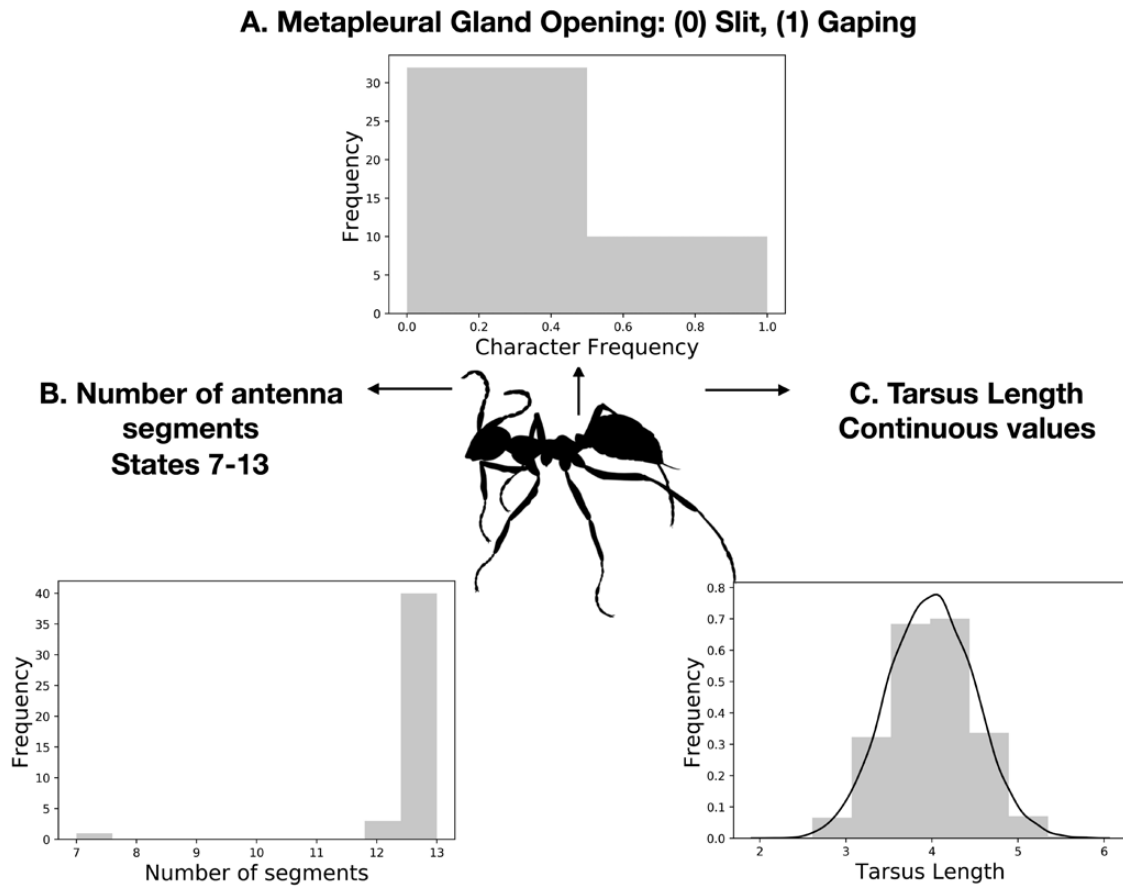 A. Metapleural Gland Opening: (0) Slit, (1) Gaping
Frequency
30
25
20
15
10
5
0
0.0 0.2 0.4 0.6 0.8 1.0
Character Frequency
B. Number of antenna
segments
States 7-13
C. Tarsus Length
Continuous values
Frequency
40
35
30
25
20
15
10
5
0
7 8 9 10 11 12 13
Number of segments
Frequency
0.8
0.7
0.6
0.5
0.4
0.3
0.2
0.1
0.0
2 3 4 5 6
Tarsus Length